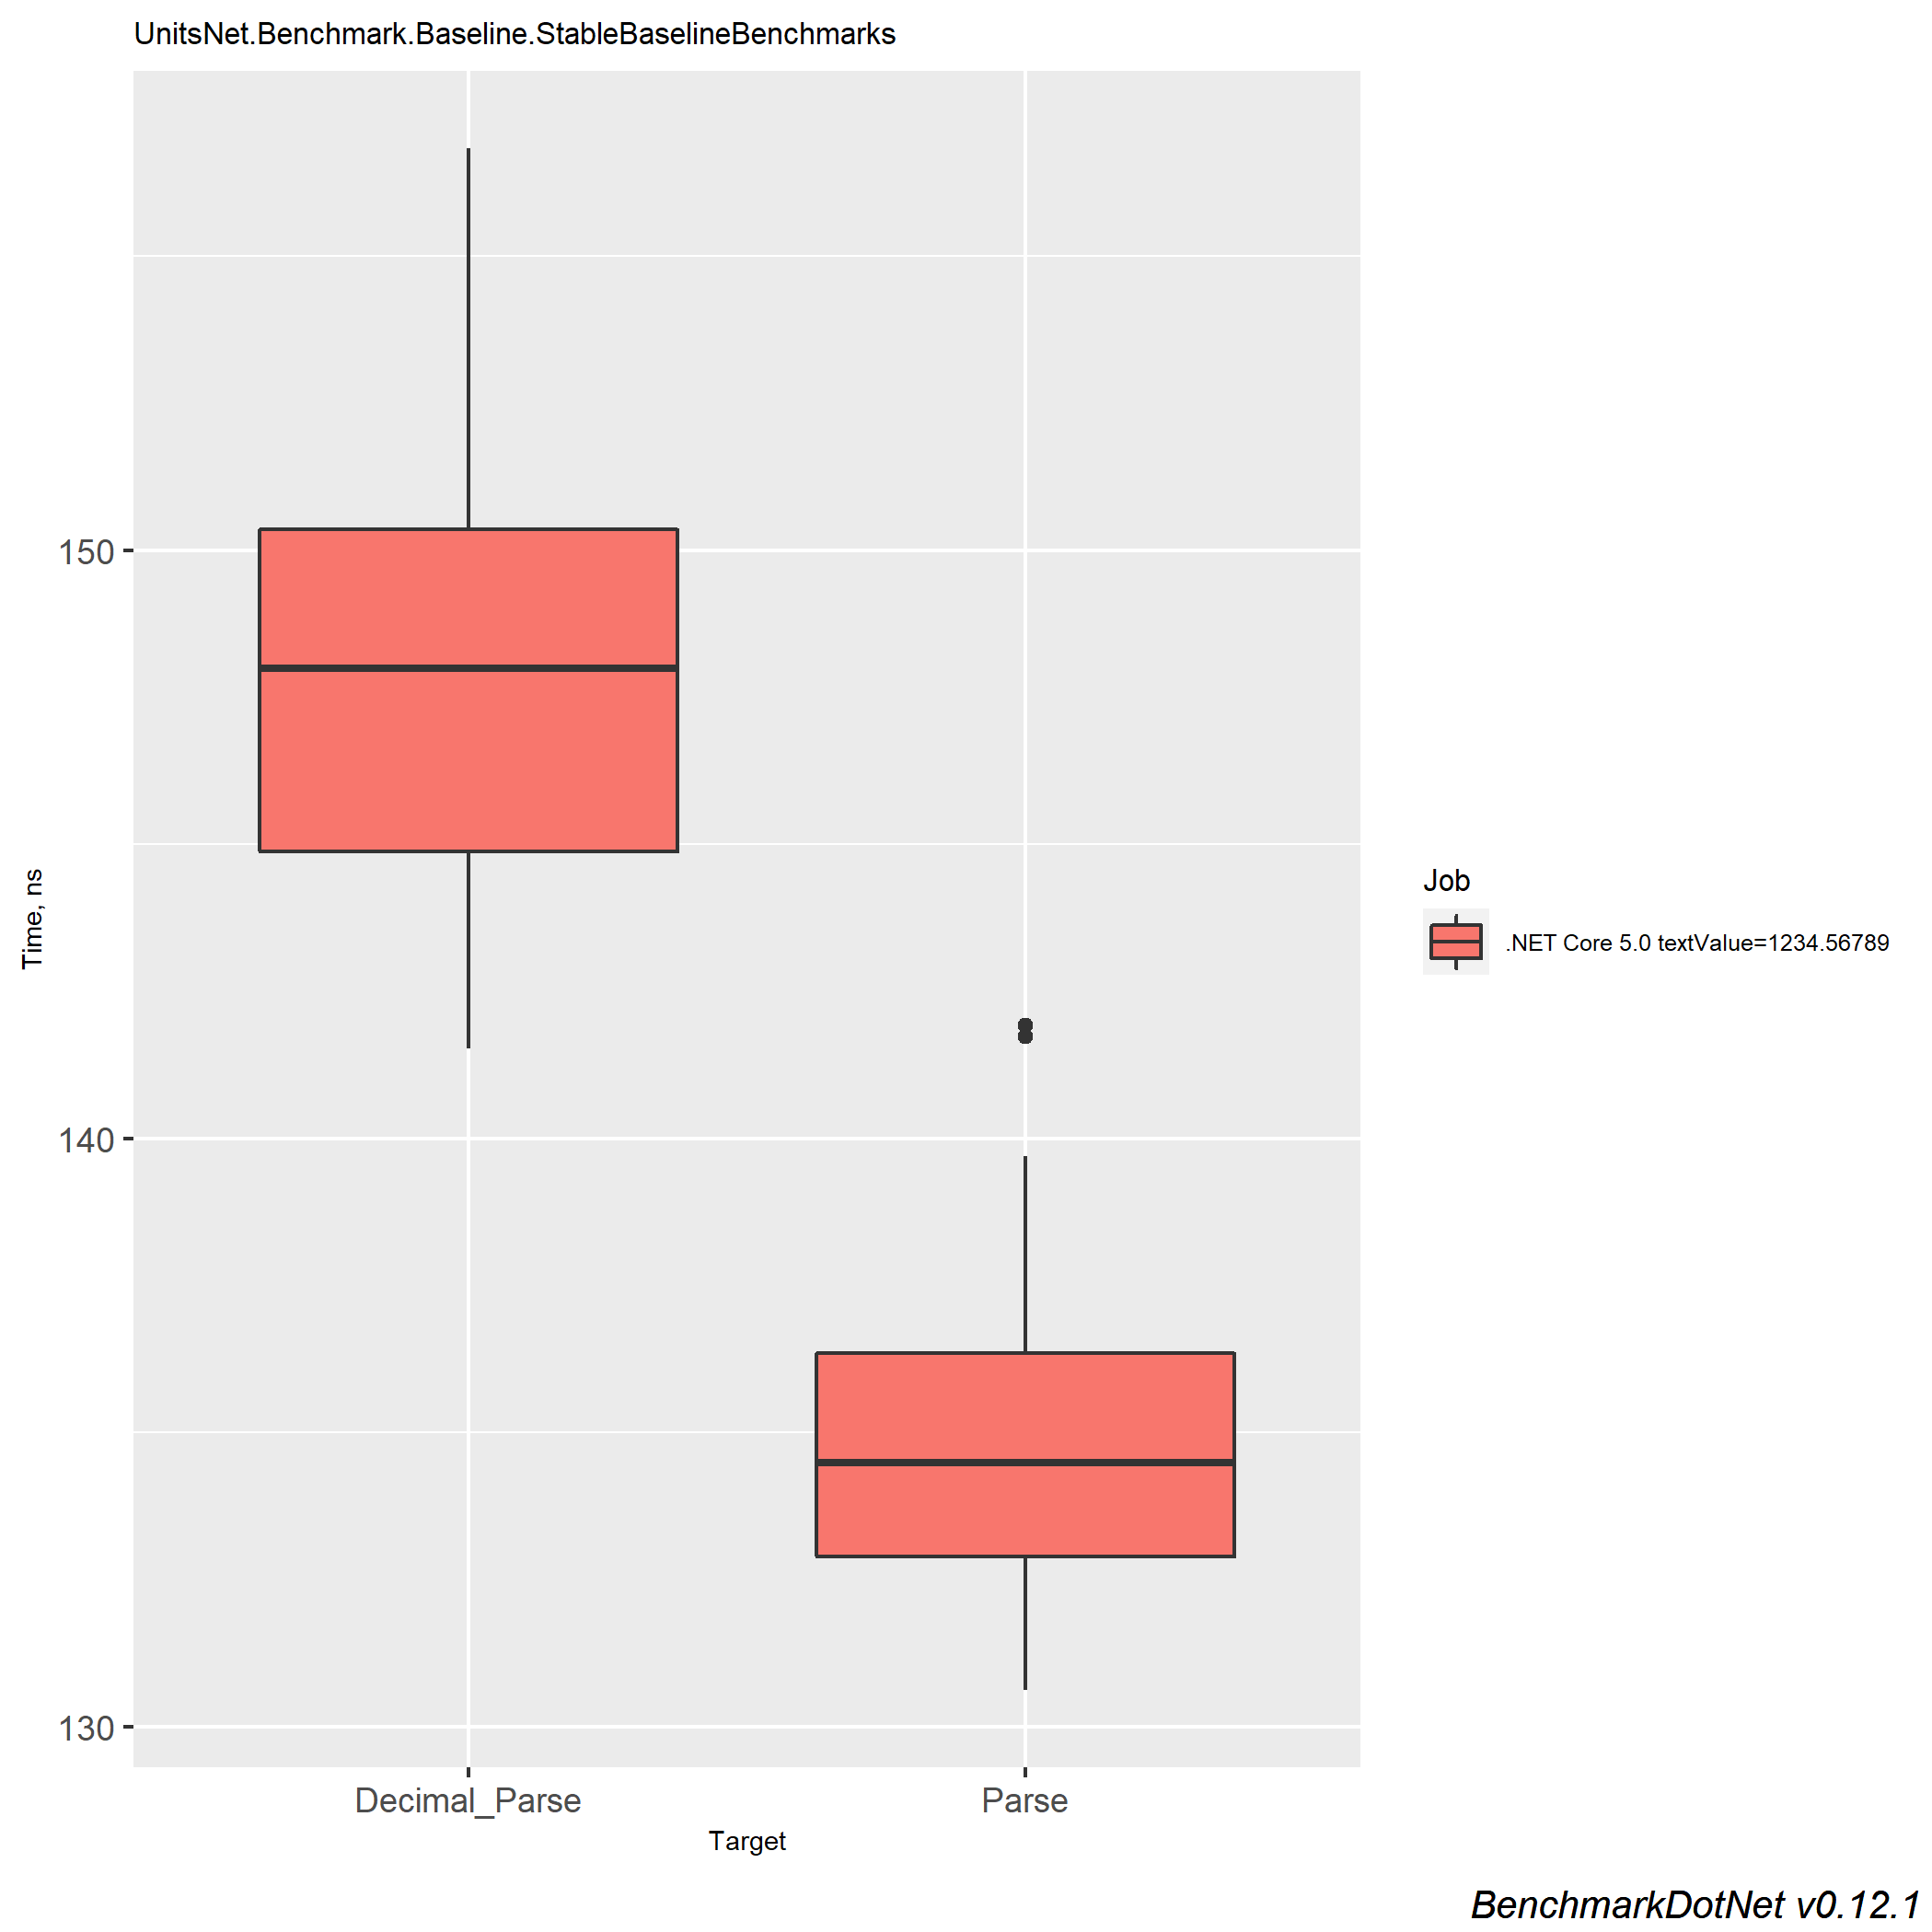 UnitsNet.Benchmark.Baseline.StableBaselineBenchmarks
Time, ns
150
140
130
Decimal_Parse
Parse
Target
Job
.NET Core 5.0 textValue=1234.56789
BenchmarkDotNet v0.12.1